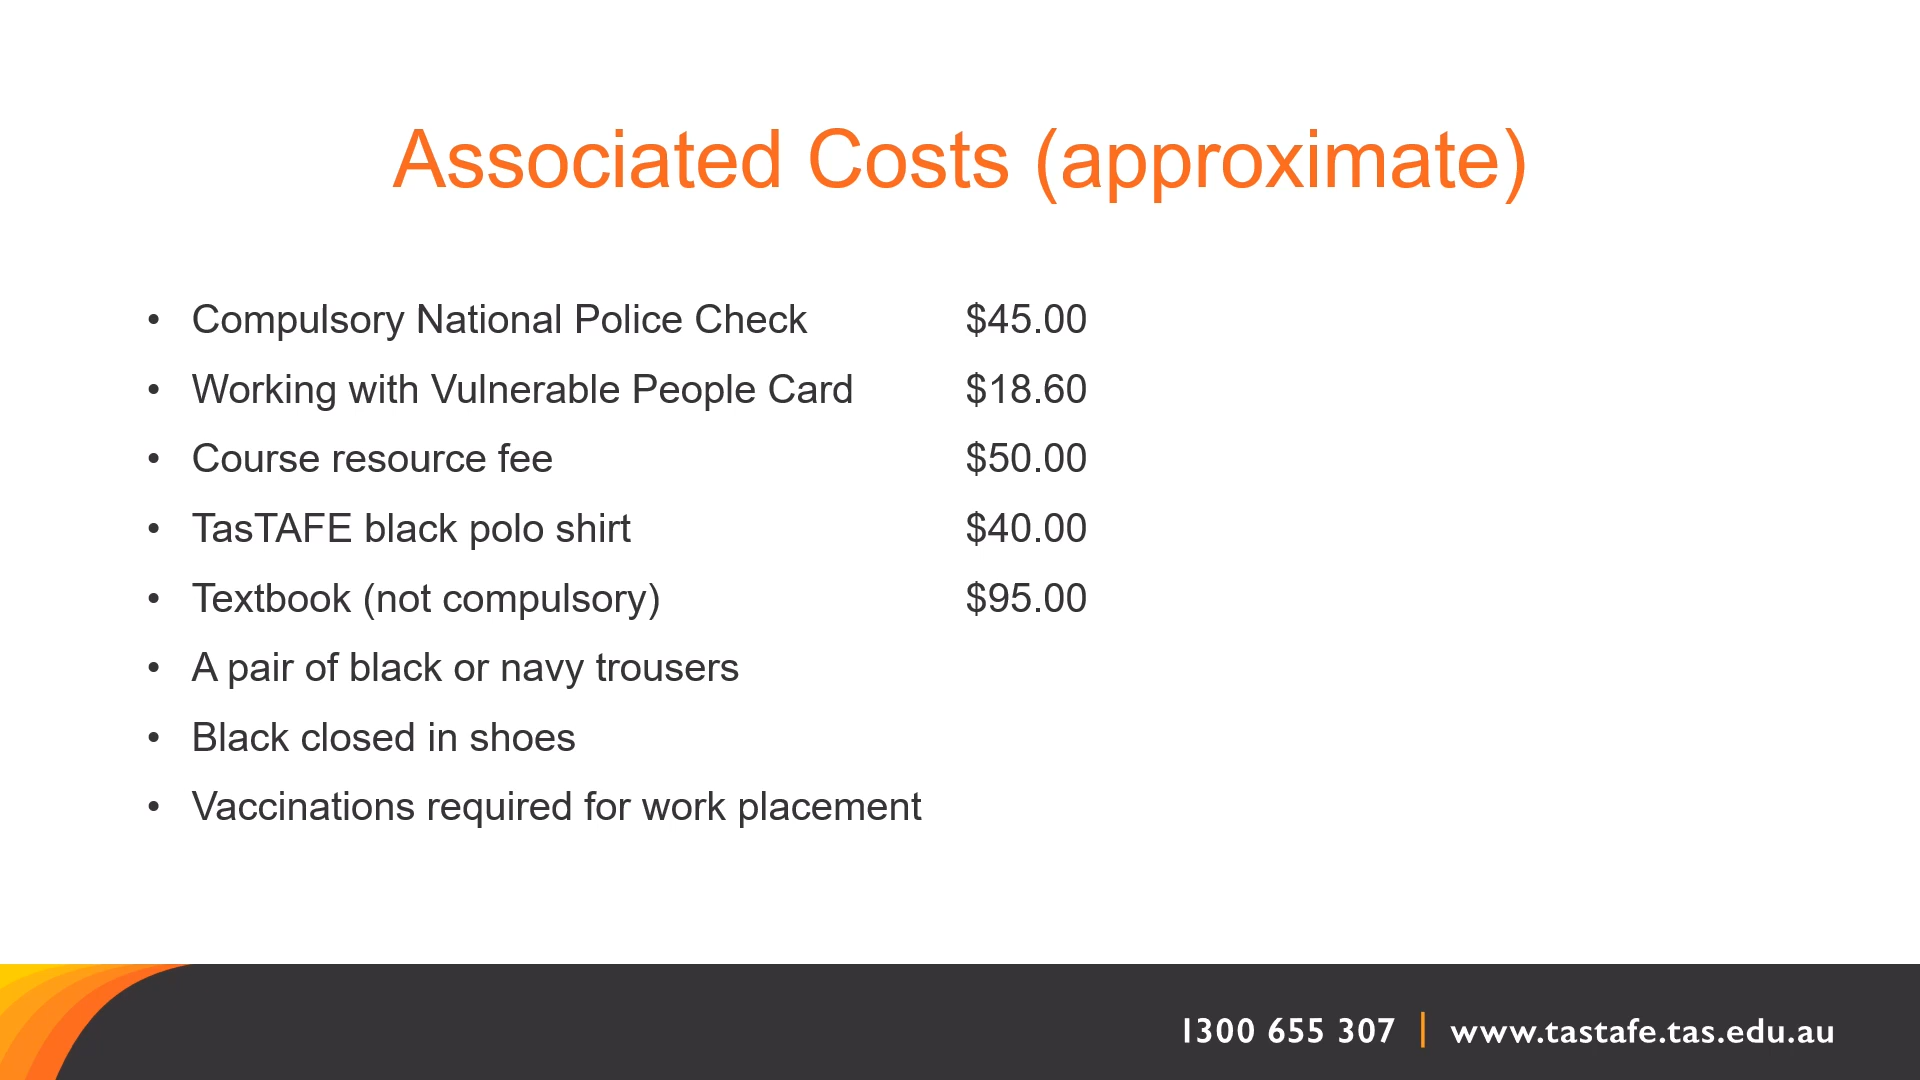 Associated Costs (approximate)
• Compulsory National Police Check $45.00
• Working with Vulnerable People Card $18.60
• Course resource fee $50.00
• TasTAFE black polo shirt $40.00
• Textbook (not compulsory) $95.00
• A pair of black or navy trousers
• Black closed in shoes
• Vaccinations required for work placement
1300 655 307 | www.tastafe.tas.edu.au